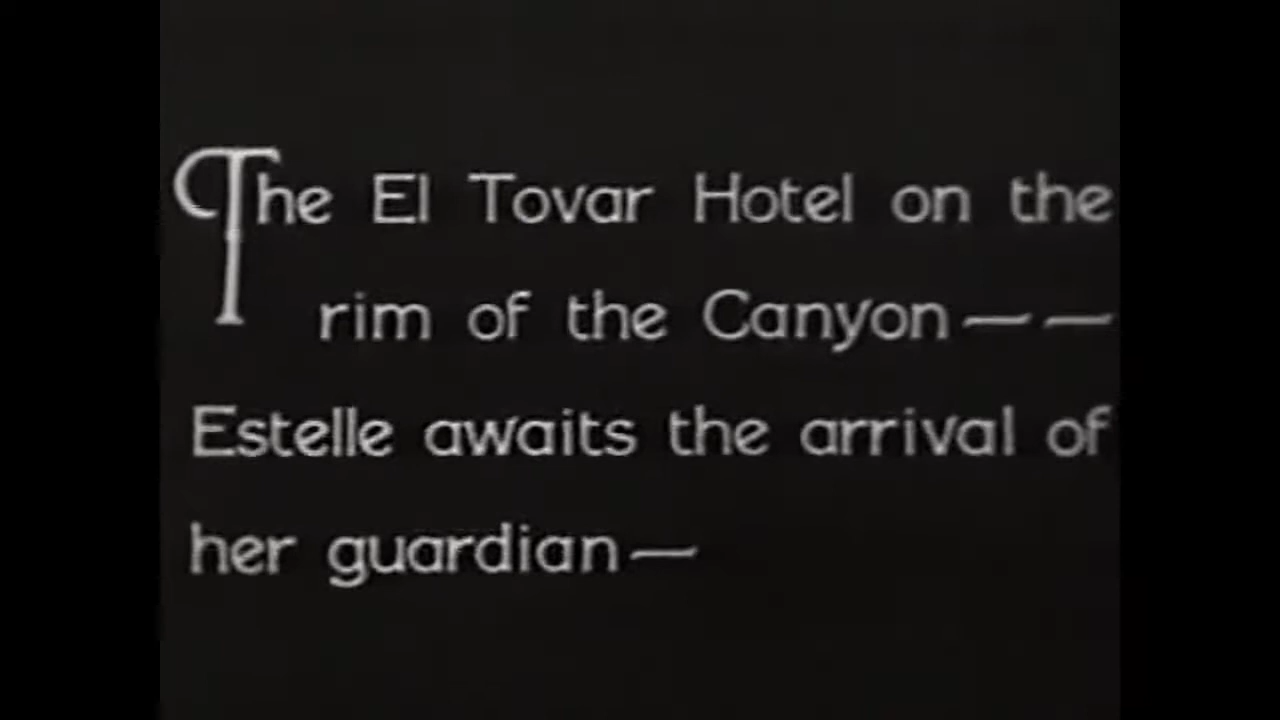 The El Tovar Hotel on the
rim of the Canyon — —
Estelle awaits the arrival of
her guardian —